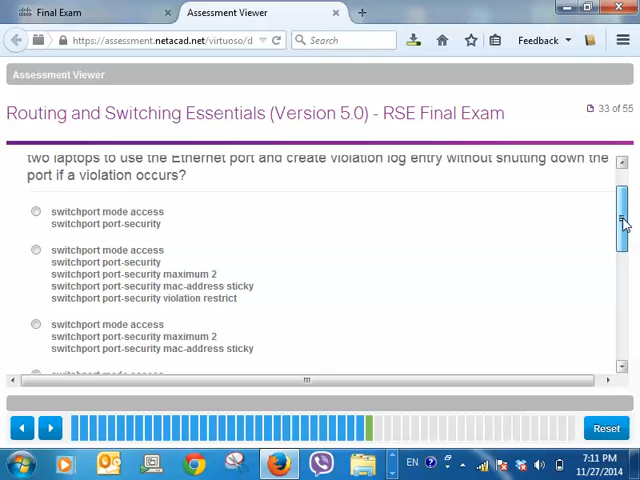 Final Exam
Assessment Viewer
https://assessment.netacad.net/virtuoso/d
Search
Feedback
Assessment Viewer
Routing and Switching Essentials (Version 5.0) - RSE Final Exam
33 of 55
two laptops to use the Ethernet port and create violation log entry without shutting down the
port if a violation occurs?
switchport mode access
switchport port-security
switchport mode access
switchport port-security
switchport port-security maximum 2
switchport port-security mac-address sticky
switchport port-security violation restrict
switchport mode access
switchport port-security maximum 2
switchport port-security mac-address sticky
switchport mode access
Reset
EN
7:11 PM
11/27/2014